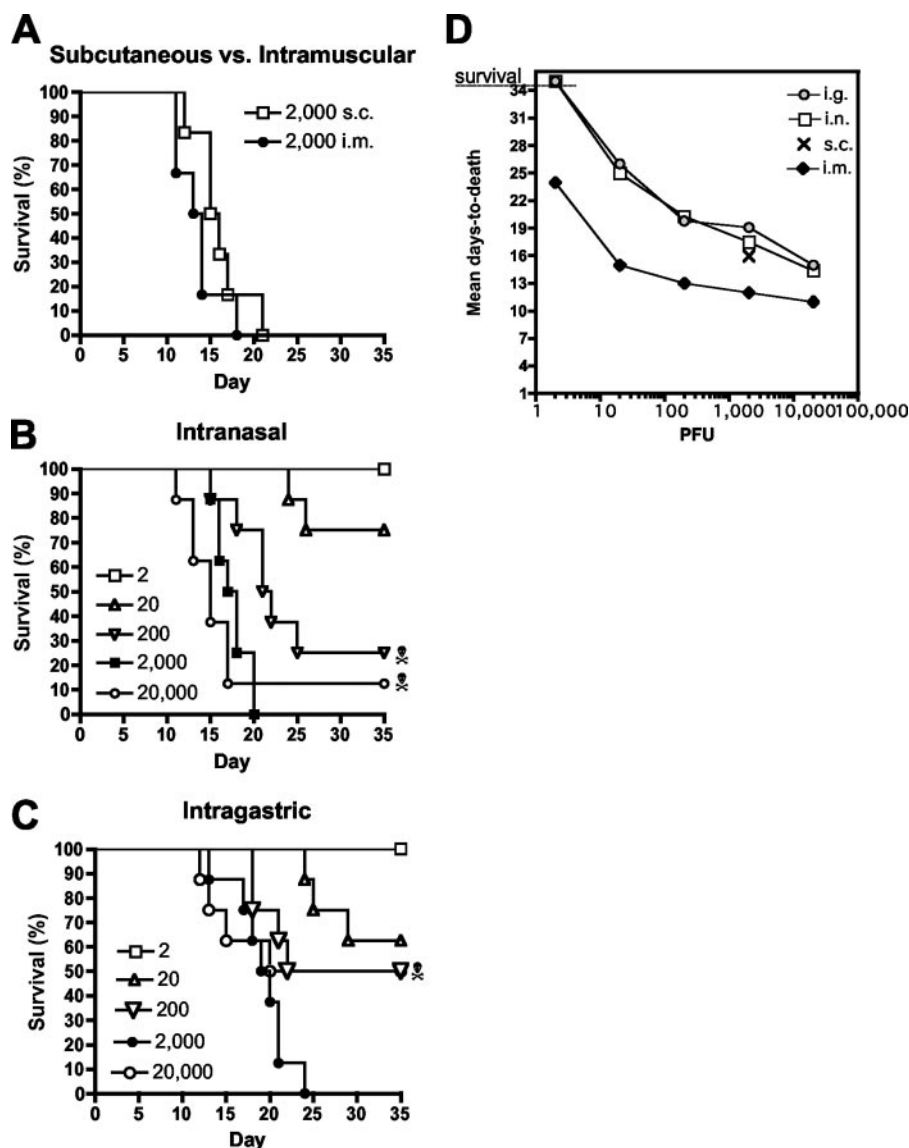 A
Subcutaneous vs. Intramuscular
Survival (%)
100
90
80
70
60
50
40
30
20
10
0
2,000 s.c.
2,000 i.m.
0 5 10 15 20 25 30 35
Day
B
Intranasal
Survival (%)
100
90
80
70
60
50
40
30
20
10
0
2
20
200
2,000
20,000
0 5 10 15 20 25 30 35
Day
C
Intragastric
Survival (%)
100
90
80
70
60
50
40
30
20
10
0
2
20
200
2,000
20,000
0 5 10 15 20 25 30 35
Day
D
survival
Mean days-to-death
34
31
28
25
22
19
16
13
10
7
4
1
i.g.
i.n.
s.c.
i.m.
1 10 100 1,000 10,000 100,000
PFU